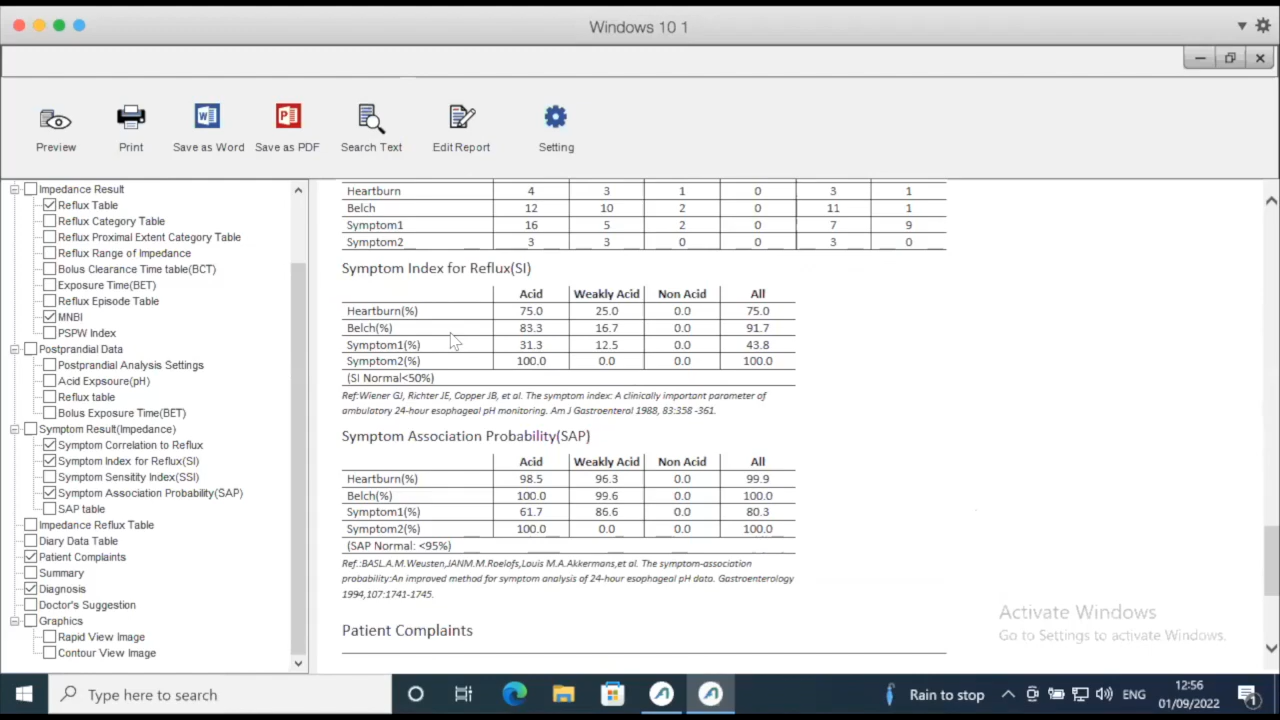 Windows 10 1
Preview
Print
Save as Word
Save as PDF
Search Text
Edit Report
Setting
Impedance Result
Reflux Table
Reflux Category Table
Reflux Proximal Extent Category Table
Reflux Range of Impedance
Bolus Clearance Time table(BCT)
Exposure Time(BET)
Reflux Episode Table
MNBI
PSPW Index
Postprandial Data
Postprandial Analysis Settings
Acid Expsoure(pH)
Reflux table
Bolus Exposure Time(BET)
Symptom Result(Impedance)
Symptom Correlation to Reflux
Symptom Index for Reflux(SI)
Symptom Sensity Index(SSI)
Symptom Association Probability(SAP)
SAP table
Impedance Reflux Table
Diary Data Table
Patient Complaints
Summary
Diagnosis
Doctor's Suggestion
Graphics
Rapid View Image
Contour View Image
Heartburn 4 3 1 0 3 1
Belch 12 10 2 0 11 1
Symptom1 16 5 2 0 7 9
Symptom2 3 3 0 0 3 0
Symptom Index for Reflux(SI)
Acid Weakly Acid Non Acid All
Heartburn(%) 75.0 25.0 0.0 75.0
Belch(%) 83.3 16.7 0.0 91.7
Symptom1(%) 31.3 12.5 0.0 43.8
Symptom2(%) 100.0 0.0 0.0 100.0
(SI Normal<50%)
Ref:Wiener GJ, Richter JE, Copper JB, et al. The symptom index: A clinically important parameter of
ambulatory 24-hour esophageal pH monitoring. Am J Gastroenterol 1988, 83:358 -361.
Symptom Association Probability(SAP)
Acid Weakly Acid Non Acid All
Heartburn(%) 98.5 96.3 0.0 99.9
Belch(%) 100.0 99.6 0.0 100.0
Symptom1(%) 61.7 86.6 0.0 80.3
Symptom2(%) 100.0 0.0 0.0 100.0
(SAP Normal: <95%)
Ref.:BASL.A.M.Weusten,JANM.M.Roelofs,Louis M.A.Akkermans,et al. The symptom-association
probability:An improved method for symptom analysis of 24-hour esophageal pH data. Gastroenterology
1994,107:1741-1745.
Patient Complaints
Activate Windows
Go to Settings to activate Windows.
Type here to search
Rain to stop
ENG
12:56
01/09/2022
1